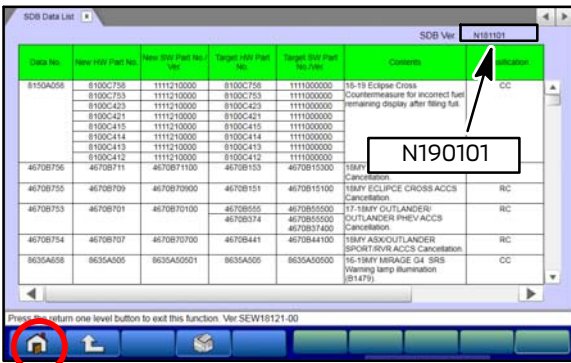 SDB Data List
SDB Ver. N181101
Data No. New HW Part No. New SW Part No./Ver. Target HW Part No. Target SW Part No./Ver. Contents
8150A058 8100C758 1111210000 8100C758 1111000000 18-19 Eclipse Cross CC
8100C753 1111210000 8100C753 1111000000 Countermeasure for incorrect fuel
8100C423 1111210000 8100C423 1111000000 remaining display after filling full.
8100C421 1111210000 8100C421 1111000000
8100C415 1111210000 8100C415 1111000000
8100C414 1111210000 8100C414 1111000000
8100C413 1111210000 8100C413 1111000000
8100C412 1111210000 8100C412 1111000000
N190101
4670B756 4670B711 4670B71100 4670B153 4670B15300 18MY
Cancellation. RC
4670B755 4670B709 4670B70900 4670B151 4670B15100 18MY ECLIPCE CROSS ACCS RC
Cancellation.
4670B753 4670B701 4670B70100 4670B555 4670B55500 17-18MY OUTLANDER/ RC
4670B374 4670B55500 OUTLANDER PHEV ACCS
4670B37400 Cancellation.
4670B754 4670B707 4670B70700 4670B441 4670B44100 18MY ASX/OUTLANDER RC
SPORT/RVR ACCS Cancellation.
8635A658 8635A505 8635A50501 8635A505 8635A50500 16-19MY MIRAGE G4 SRS CC
Warning lamp illumination
(B1479)
Press the return one level button to exit this function. Ver.SEW18121-00